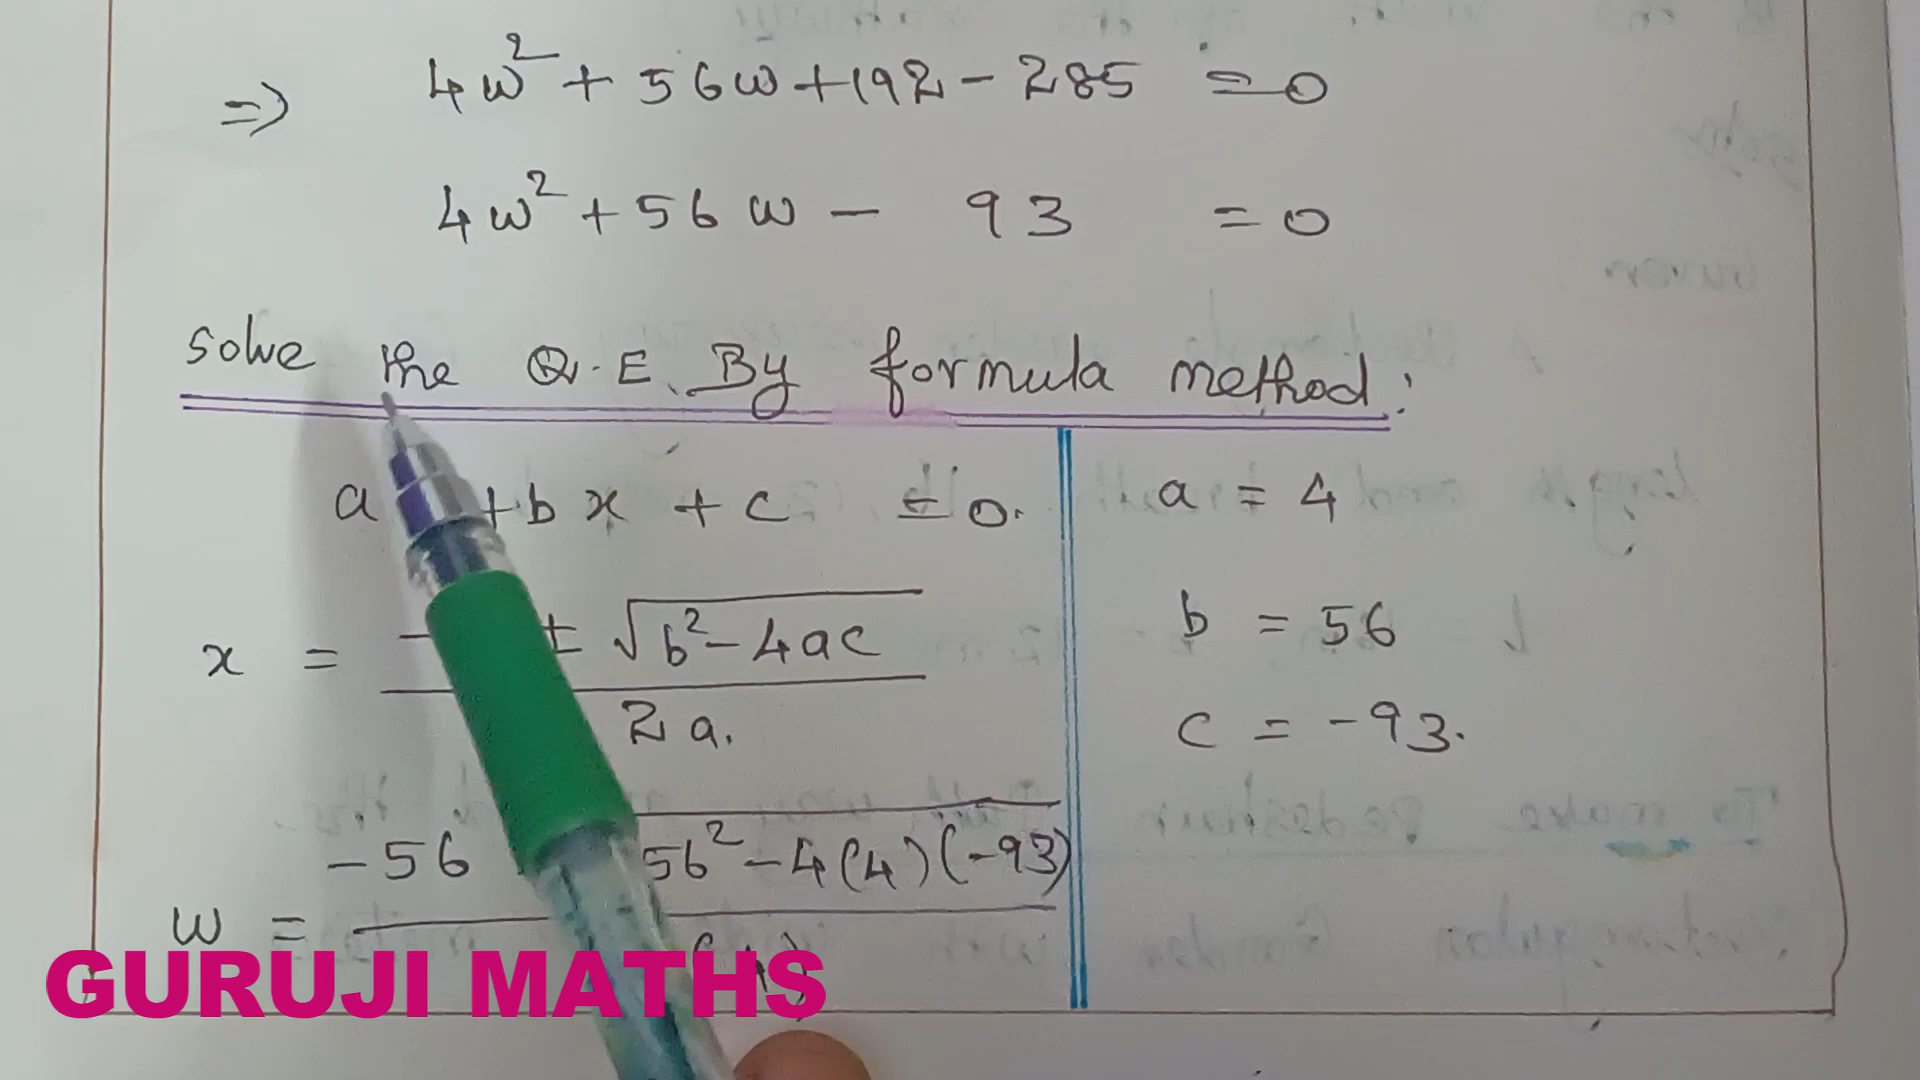 => 4w² + 56w + 192 - 285 = 0
4w² + 56w - 93 = 0
Solve the Q.E. By formula method:
a + b x + c = 0.
a = 4
x = - ± √b² - 4ac
2a.
b = 56
c = -93.
-56 56² - 4(4)(-93)
w =
GURUJI MATHS